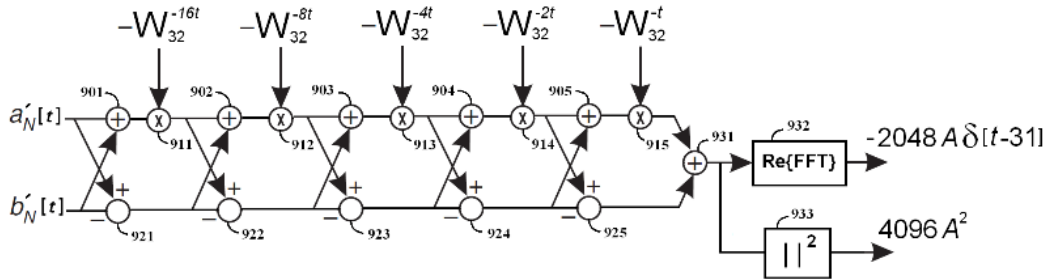 −W₃₂⁻¹⁶ᵗ −W₃₂⁻⁸ᵗ −W₃₂⁻⁴ᵗ −W₃₂⁻²ᵗ −W₃₂⁻ᵗ
901 902 903 904 905
a′N[t] + x + x + x + x + x
911 912 913 914 915
+ 931 932
Re{FFT} -2048 A δ[t-31]
+ + + + +
b′N[t] − − − − −
921 922 923 924 925
933
| |² 4096 A²